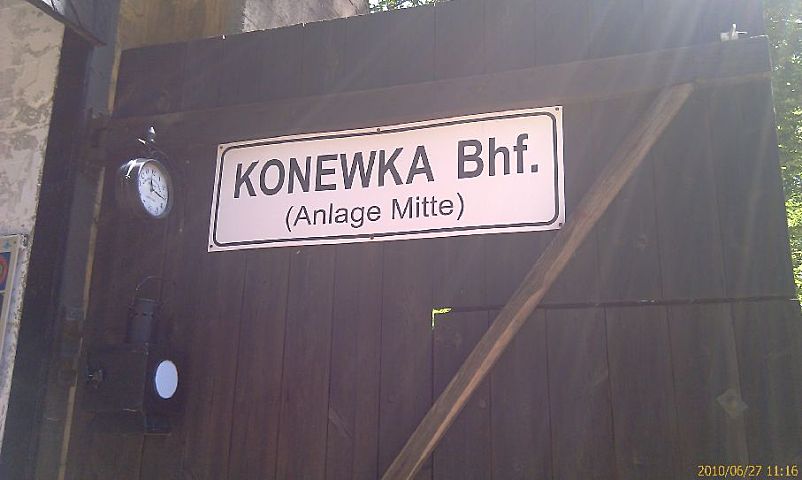 KONEWKA Bhf.
(Anlage Mitte)
2010/06/27 11:16